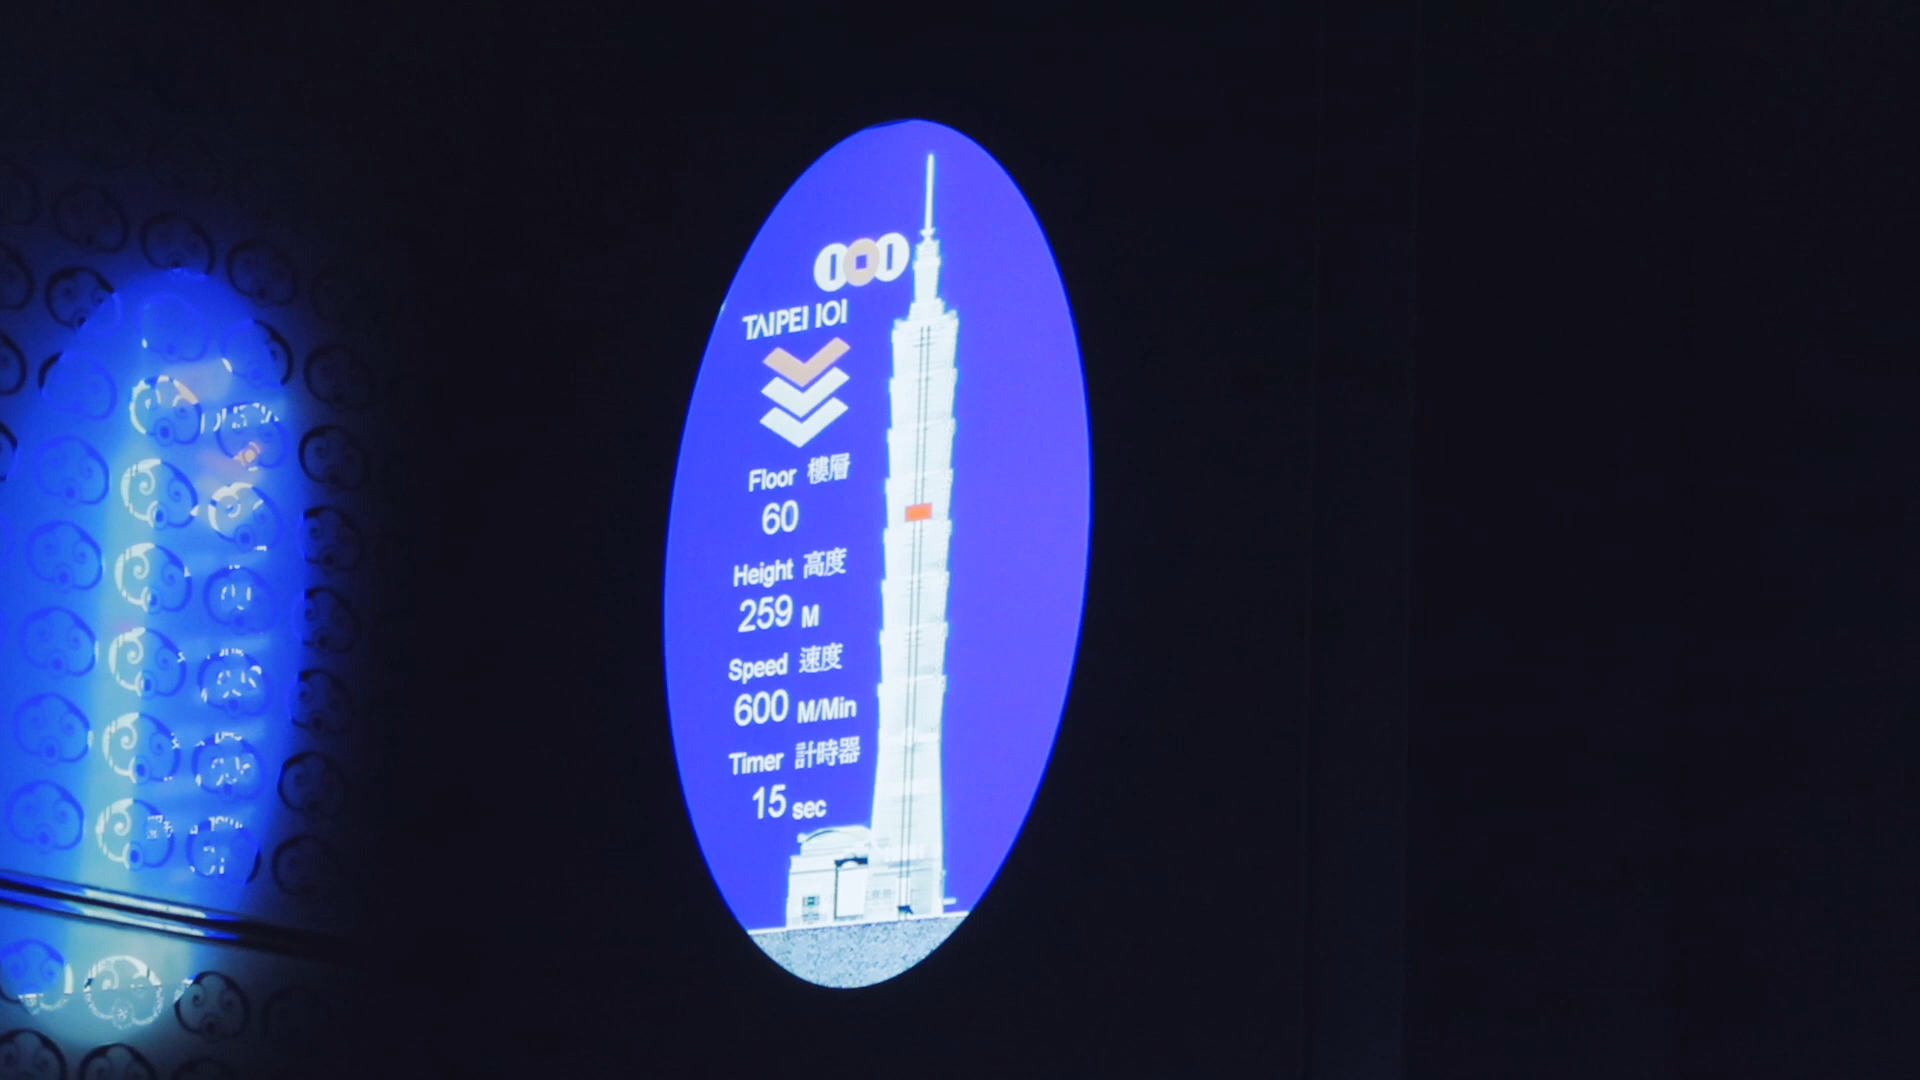 TAIPEI 101
Floor 樓層
60
Height 高度
259 M
Speed 速度
600 M/Min
Timer 計時器
15 sec